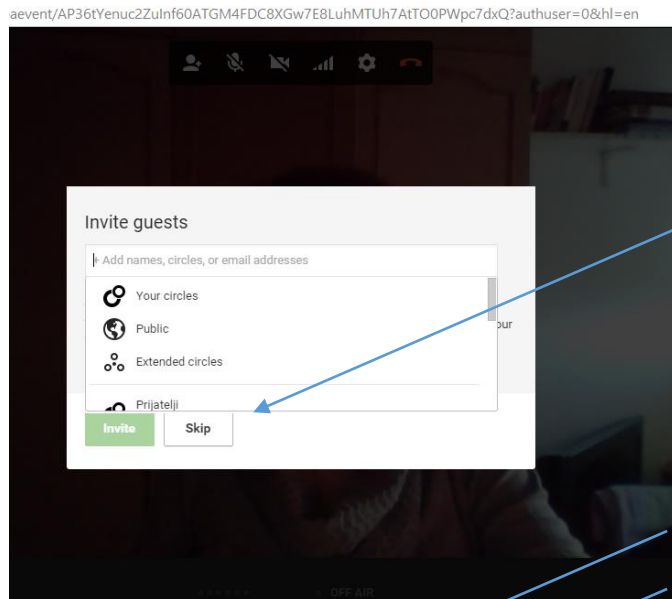 aevent/AP36tYenuc2ZuInf60ATGM4FDC8XGw7E8LuhMTUh7AtTO0PWpc7dxQ?authuser=0&hl=en
Invite guests
+ Add names, circles, or email addresses
Your circles
Public
our
Extended circles
Prijatelji
Invite
Skip
OFF AIR